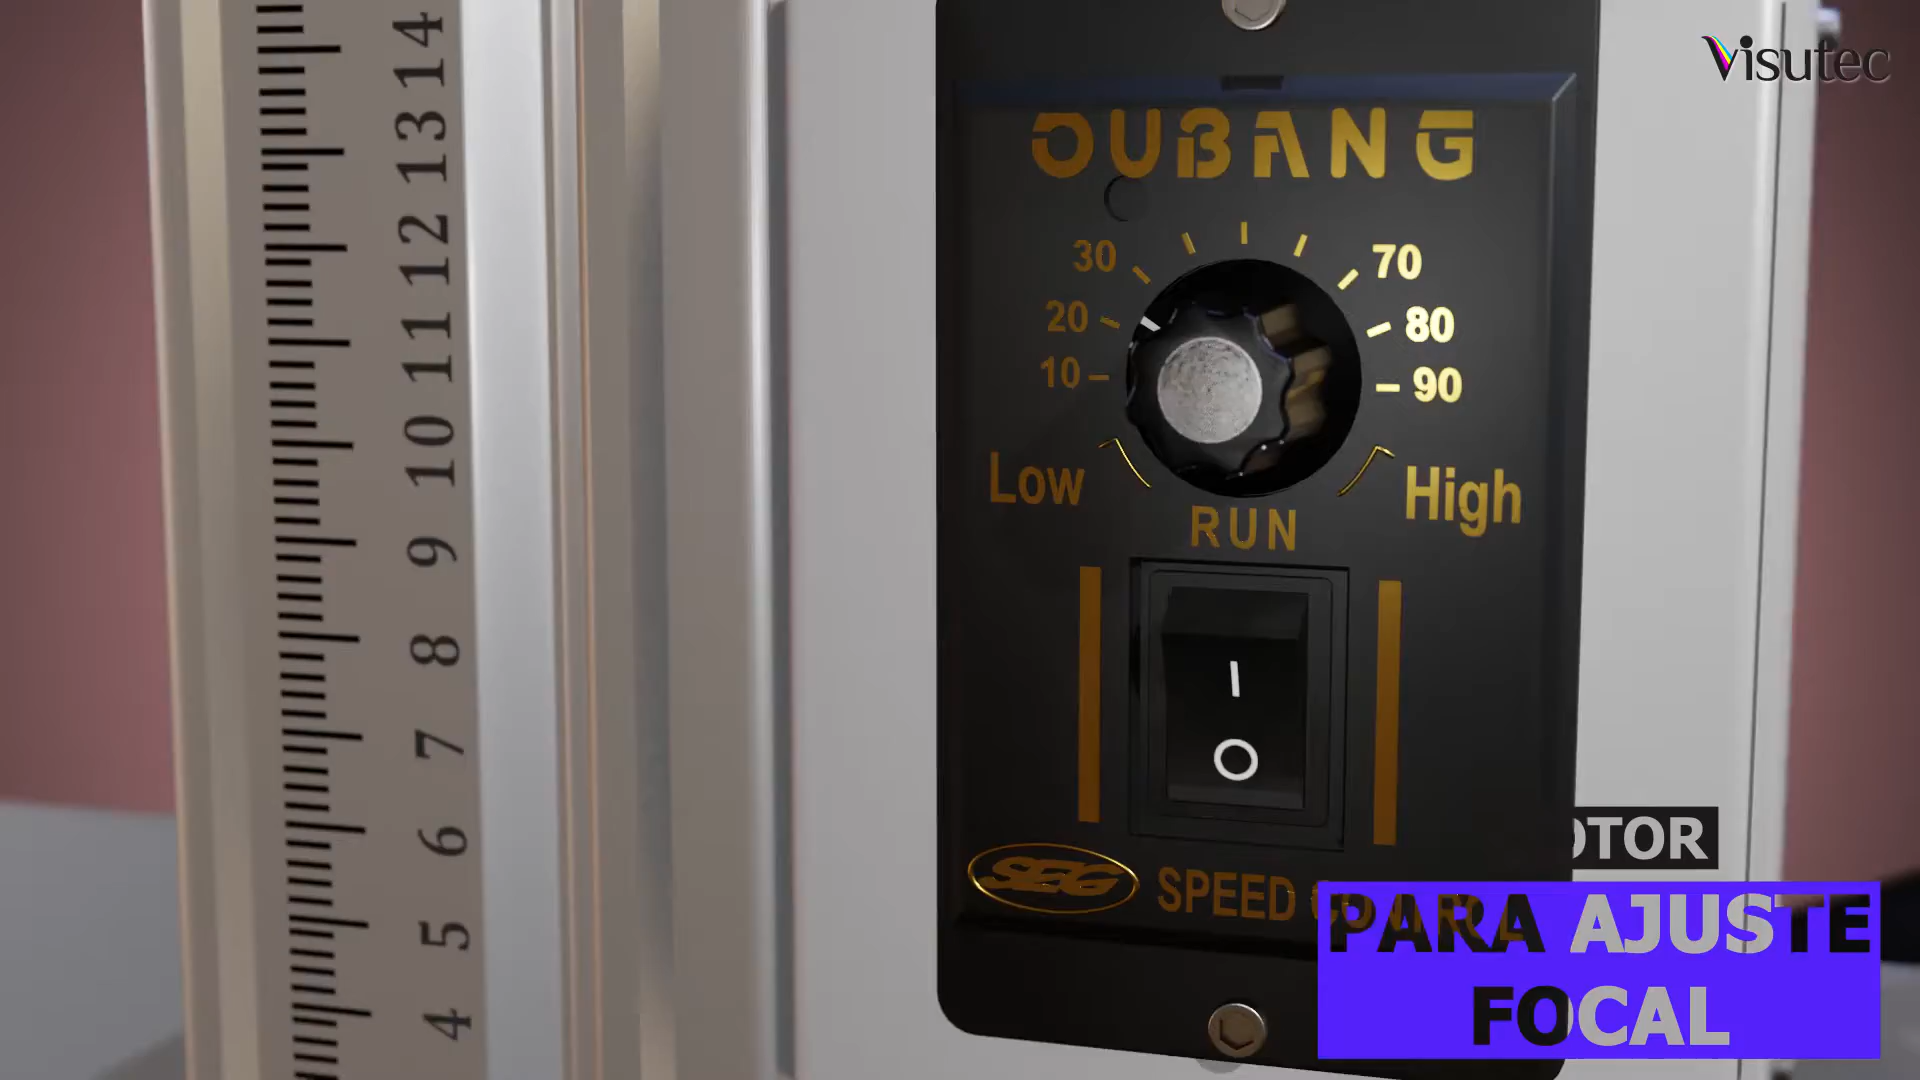 Visutec
OUBANG
30
20
10
70
80
90
Low
High
RUN
I
O
SEG
SPEED
OTOR
PARA AJUSTE
FOCAL
14
13
12
11
10
9
8
7
6
5
4